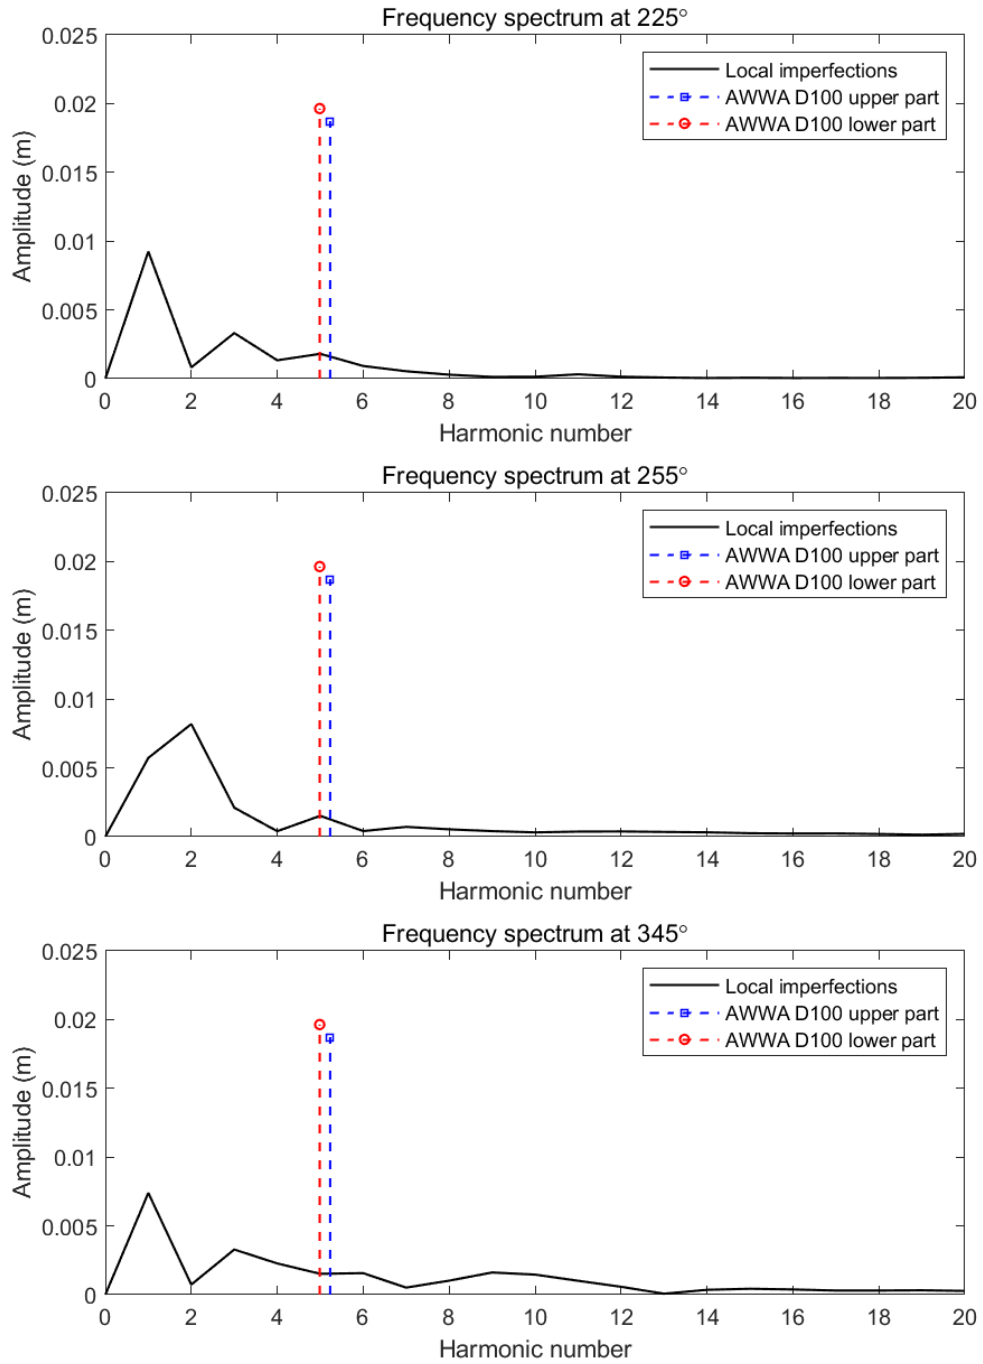 Frequency spectrum at 225°
0.025
0.02
0.015
0.01
0.005
0
Amplitude (m)
Local imperfections
AWWA D100 upper part
AWWA D100 lower part
0 2 4 6 8 10 12 14 16 18 20
Harmonic number
Frequency spectrum at 255°
0.025
0.02
0.015
0.01
0.005
0
Amplitude (m)
Local imperfections
AWWA D100 upper part
AWWA D100 lower part
0 2 4 6 8 10 12 14 16 18 20
Harmonic number
Frequency spectrum at 345°
0.025
0.02
0.015
0.01
0.005
0
Amplitude (m)
Local imperfections
AWWA D100 upper part
AWWA D100 lower part
0 2 4 6 8 10 12 14 16 18 20
Harmonic number